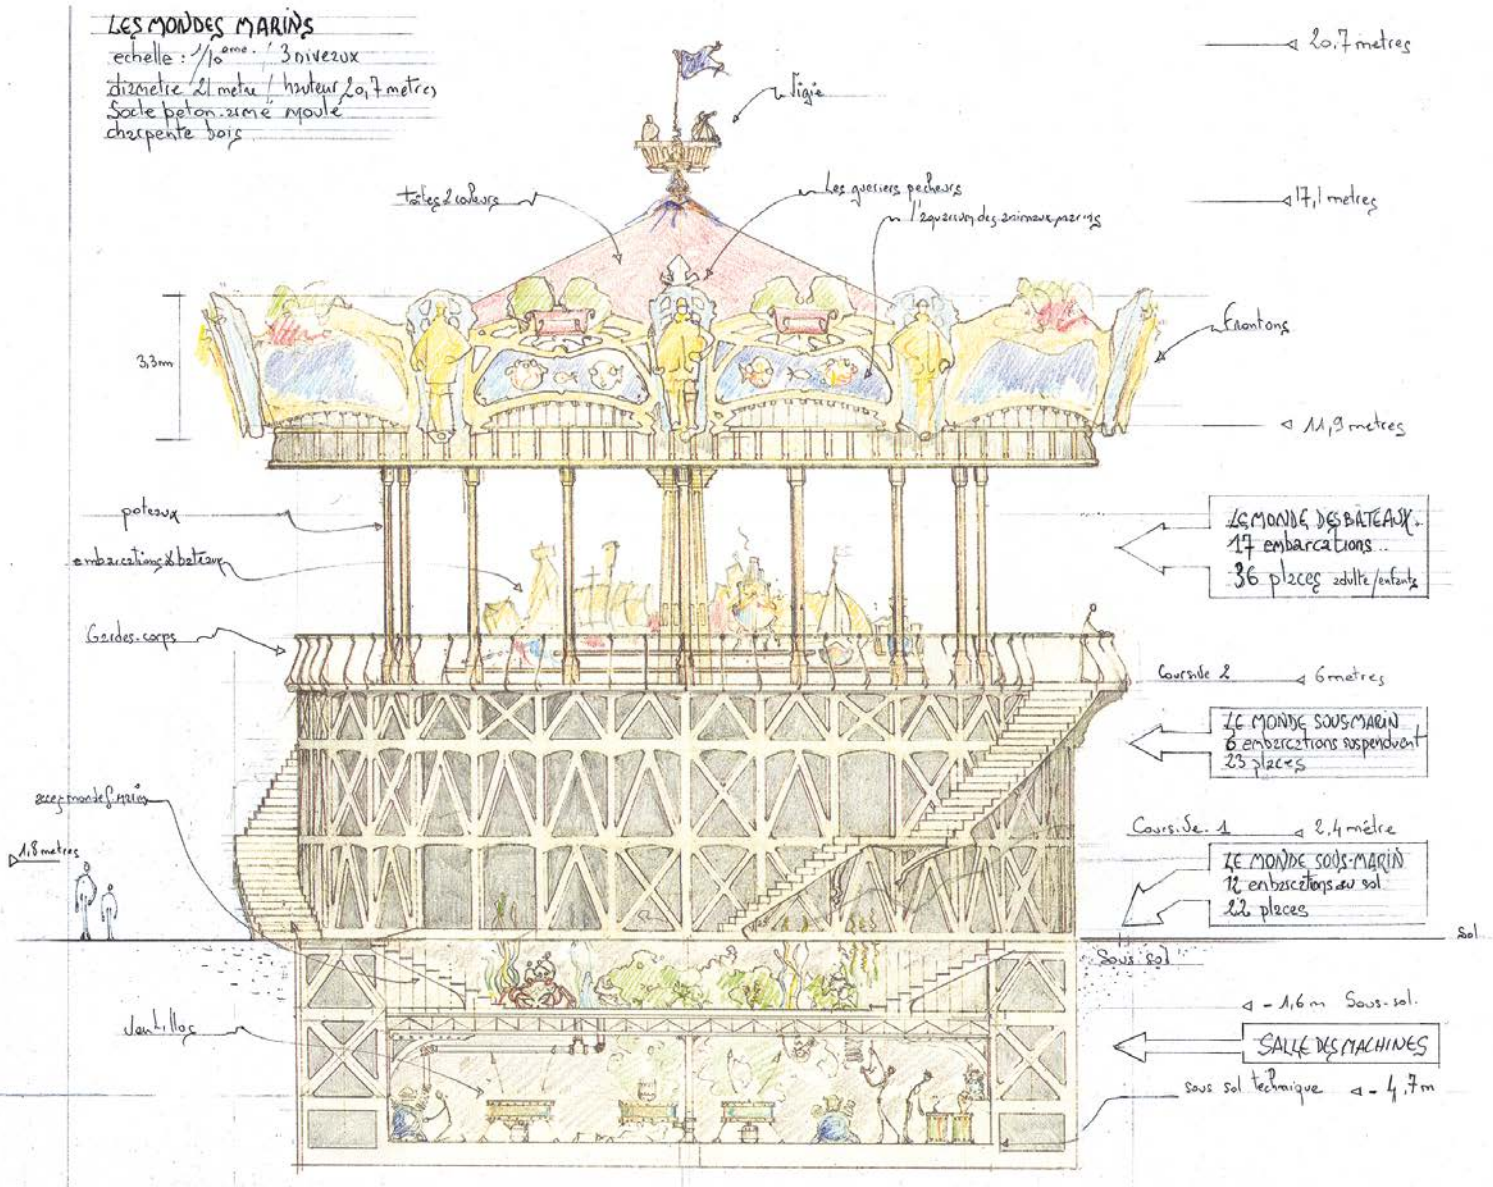 LES MONDES MARINS
echelle : 1/10ème. / 3 niveaux
diametre 21 metre / hauteur 20,7 metres
Socle beton armé moulé
charpente bois
20,7 metres
vigie
toiles 2 couleurs
Les gueriers pecheurs
17,1 metres
l'aquarium des animaux marins
frontons
3,3m
11,9 metres
poteaux
LE MONDE DES BATEAUX.
17 embarcations..
36 places adulte/enfants
embarcations & bateaux
Gardes-corps
Coursive 2
6 metres
LE MONDE SOUS-MARIN
6 embarcations suspenduent
23 places
Coursive. 1
2,4 mètre
1,8 metres
LE MONDE SOUS-MARIN
12 embarcations au sol
22 places
Sol
Sous sol
- 1,6 m Sous-sol.
SALLE DES MACHINES
sous sol technique
- 4,7 m